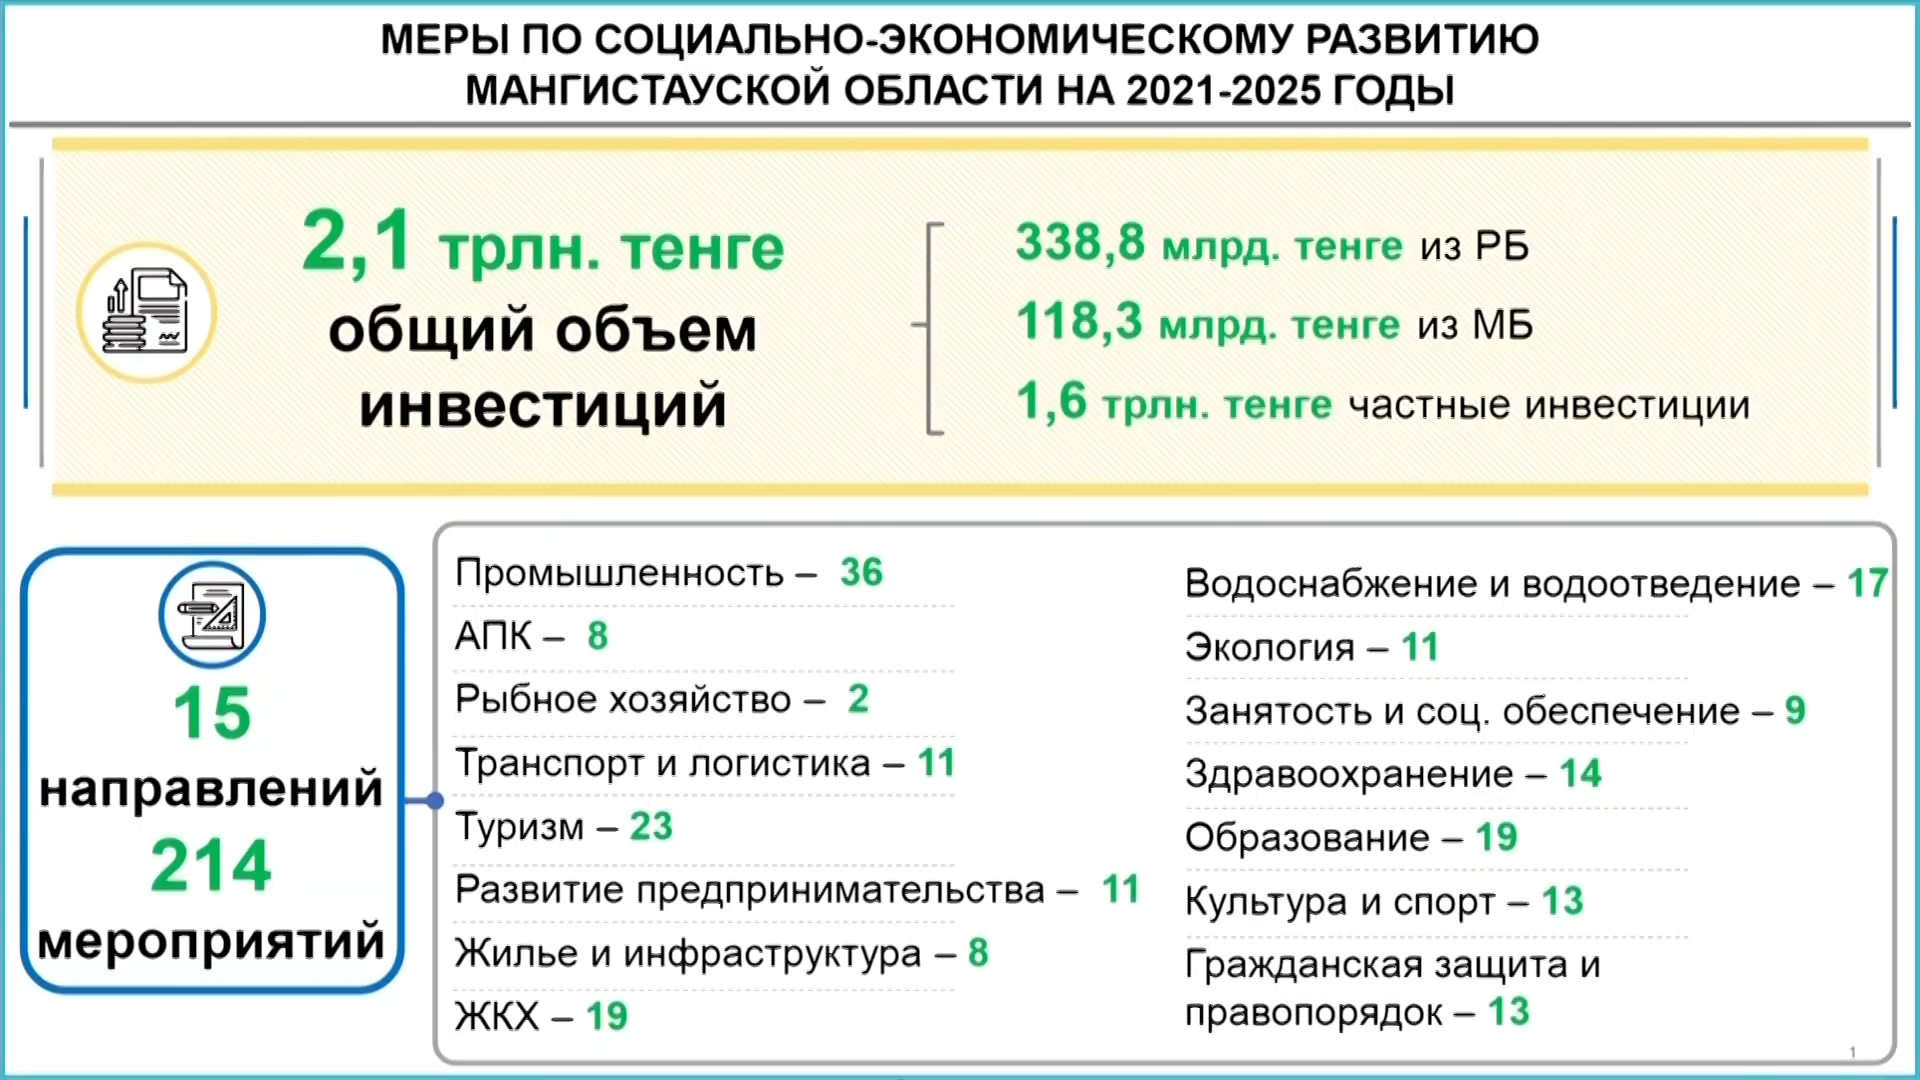 МЕРЫ ПО СОЦИАЛЬНО-ЭКОНОМИЧЕСКОМУ РАЗВИТИЮ
МАНГИСТАУСКОЙ ОБЛАСТИ НА 2021-2025 ГОДЫ
2,1 трлн. тенге
общий объем
инвестиций
338,8 млрд. тенге из РБ
118,3 млрд. тенге из МБ
1,6 трлн. тенге частные инвестиции
15
направлений
214
мероприятий
Промышленность – 36
АПК – 8
Рыбное хозяйство – 2
Транспорт и логистика – 11
Туризм – 23
Развитие предпринимательства – 11
Жилье и инфраструктура – 8
ЖКХ – 19
Водоснабжение и водоотведение – 17
Экология – 11
Занятость и соц. обеспечение – 9
Здравоохранение – 14
Образование – 19
Культура и спорт – 13
Гражданская защита и
правопорядок – 13
1